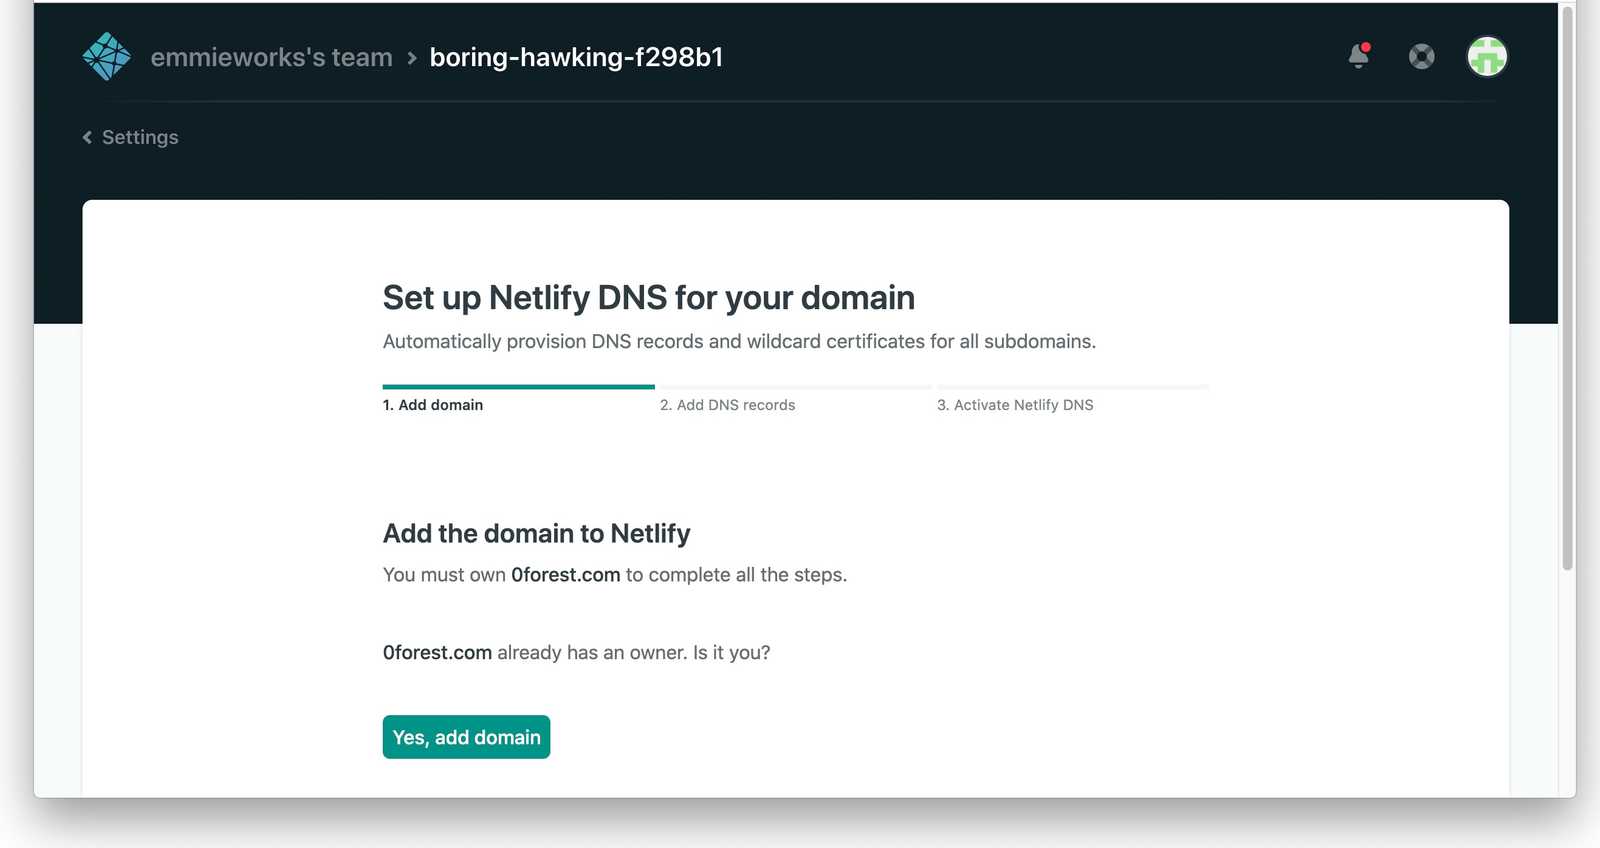 emmieworks's team > boring-hawking-f298b1
Settings
Set up Netlify DNS for your domain
Automatically provision DNS records and wildcard certificates for all subdomains.
1. Add domain 2. Add DNS records 3. Activate Netlify DNS
Add the domain to Netlify
You must own 0forest.com to complete all the steps.
0forest.com already has an owner. Is it you?
Yes, add domain